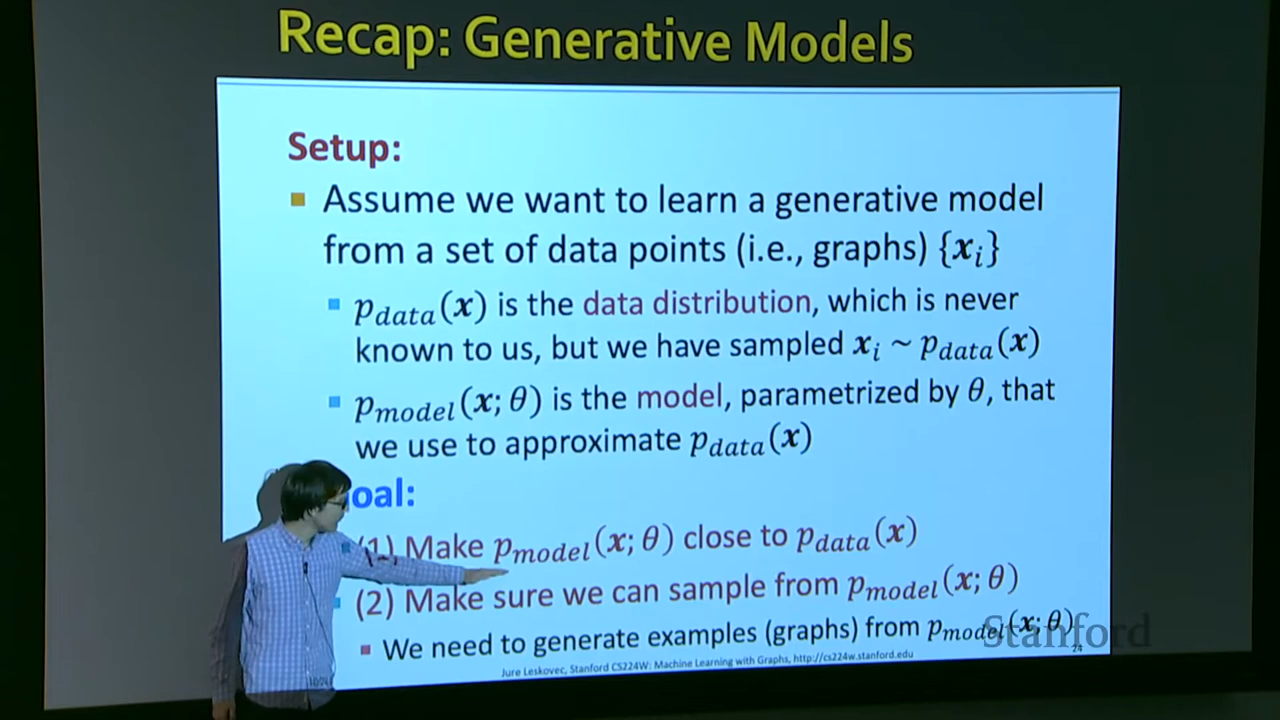 Recap: Generative Models
Setup:
Assume we want to learn a generative model
from a set of data points (i.e., graphs) {𝒙ᵢ}
p_data(𝒙) is the data distribution, which is never
known to us, but we have sampled 𝒙ᵢ ~ p_data(𝒙)
p_model(𝒙; θ) is the model, parametrized by θ, that
we use to approximate p_data(𝒙)
oal:
(1) Make p_model(𝒙; θ) close to p_data(𝒙)
(2) Make sure we can sample from p_model(𝒙; θ)
We need to generate examples (graphs) from p_model(𝒙; θ)
Stanford
Jure Leskovec, Stanford CS224W: Machine Learning with Graphs, http://cs224w.stanford.edu
24